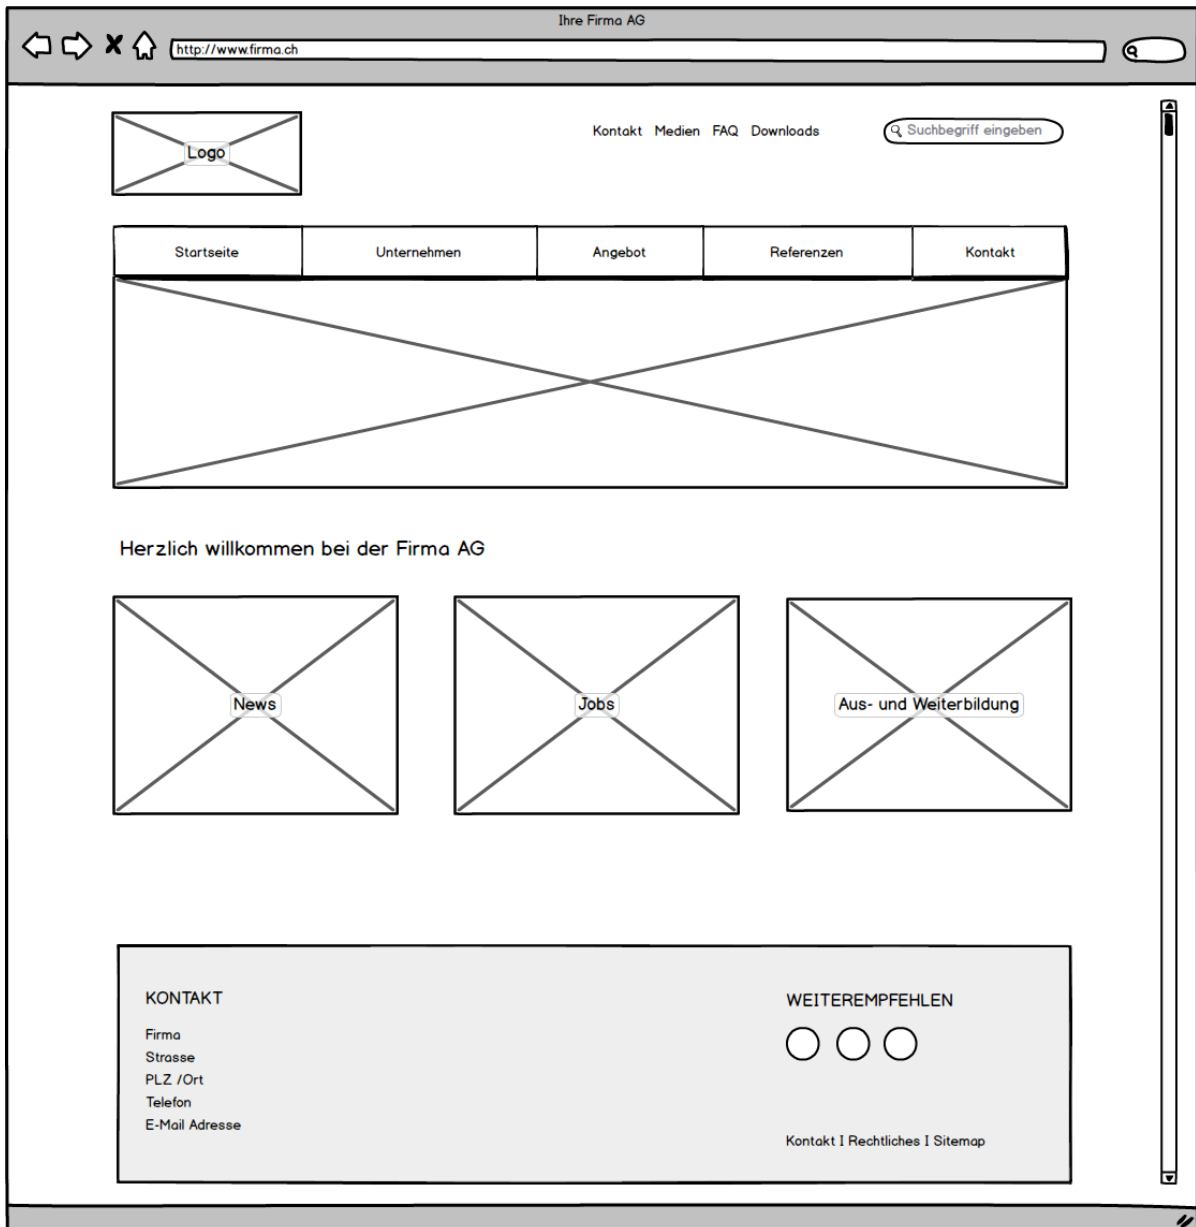 Ihre Firma AG
http://www.firma.ch
Logo
Kontakt Medien FAQ Downloads
Suchbegriff eingeben
Startseite Unternehmen Angebot Referenzen Kontakt
Herzlich willkommen bei der Firma AG
News Jobs Aus- und Weiterbildung
KONTAKT
Firma
Strasse
PLZ /Ort
Telefon
E-Mail Adresse
WEITEREMPFEHLEN
Kontakt I Rechtliches I Sitemap